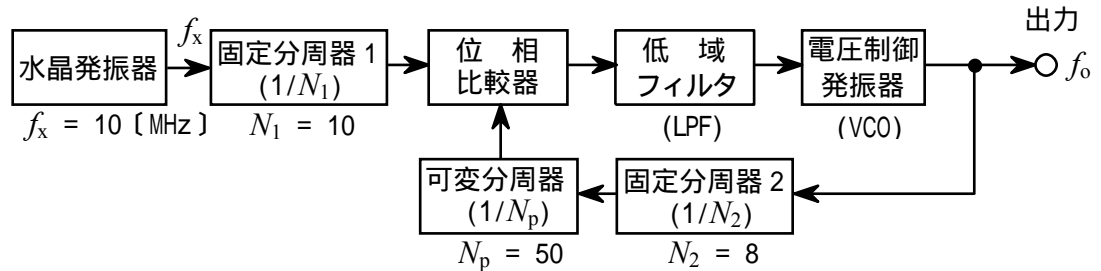 出力
f_x
水晶発振器
固定分周器 1
(1/N_1)
位 相
比較器
低 域
フィルタ
電圧制御
発振器
f_o
f_x = 10〔MHz〕
N_1 = 10
(LPF)
(VCO)
可変分周器
(1/N_p)
固定分周器 2
(1/N_2)
N_p = 50
N_2 = 8